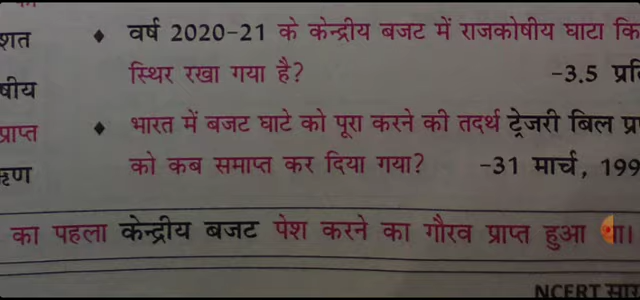 शत
◆ वर्ष 2020-21 के केन्द्रीय बजट में राजकोषीय घाटा कि
स्थिर रखा गया है? -3.5 प्रति
षीय
प्राप्त
◆ भारत में बजट घाटे को पूरा करने की तदर्थ ट्रेजरी बिल प्र
ऋण
को कब समाप्त कर दिया गया? -31 मार्च, 199
का पहला केन्द्रीय बजट पेश करने का गौरव प्राप्त हुआ था।
NCERT सार